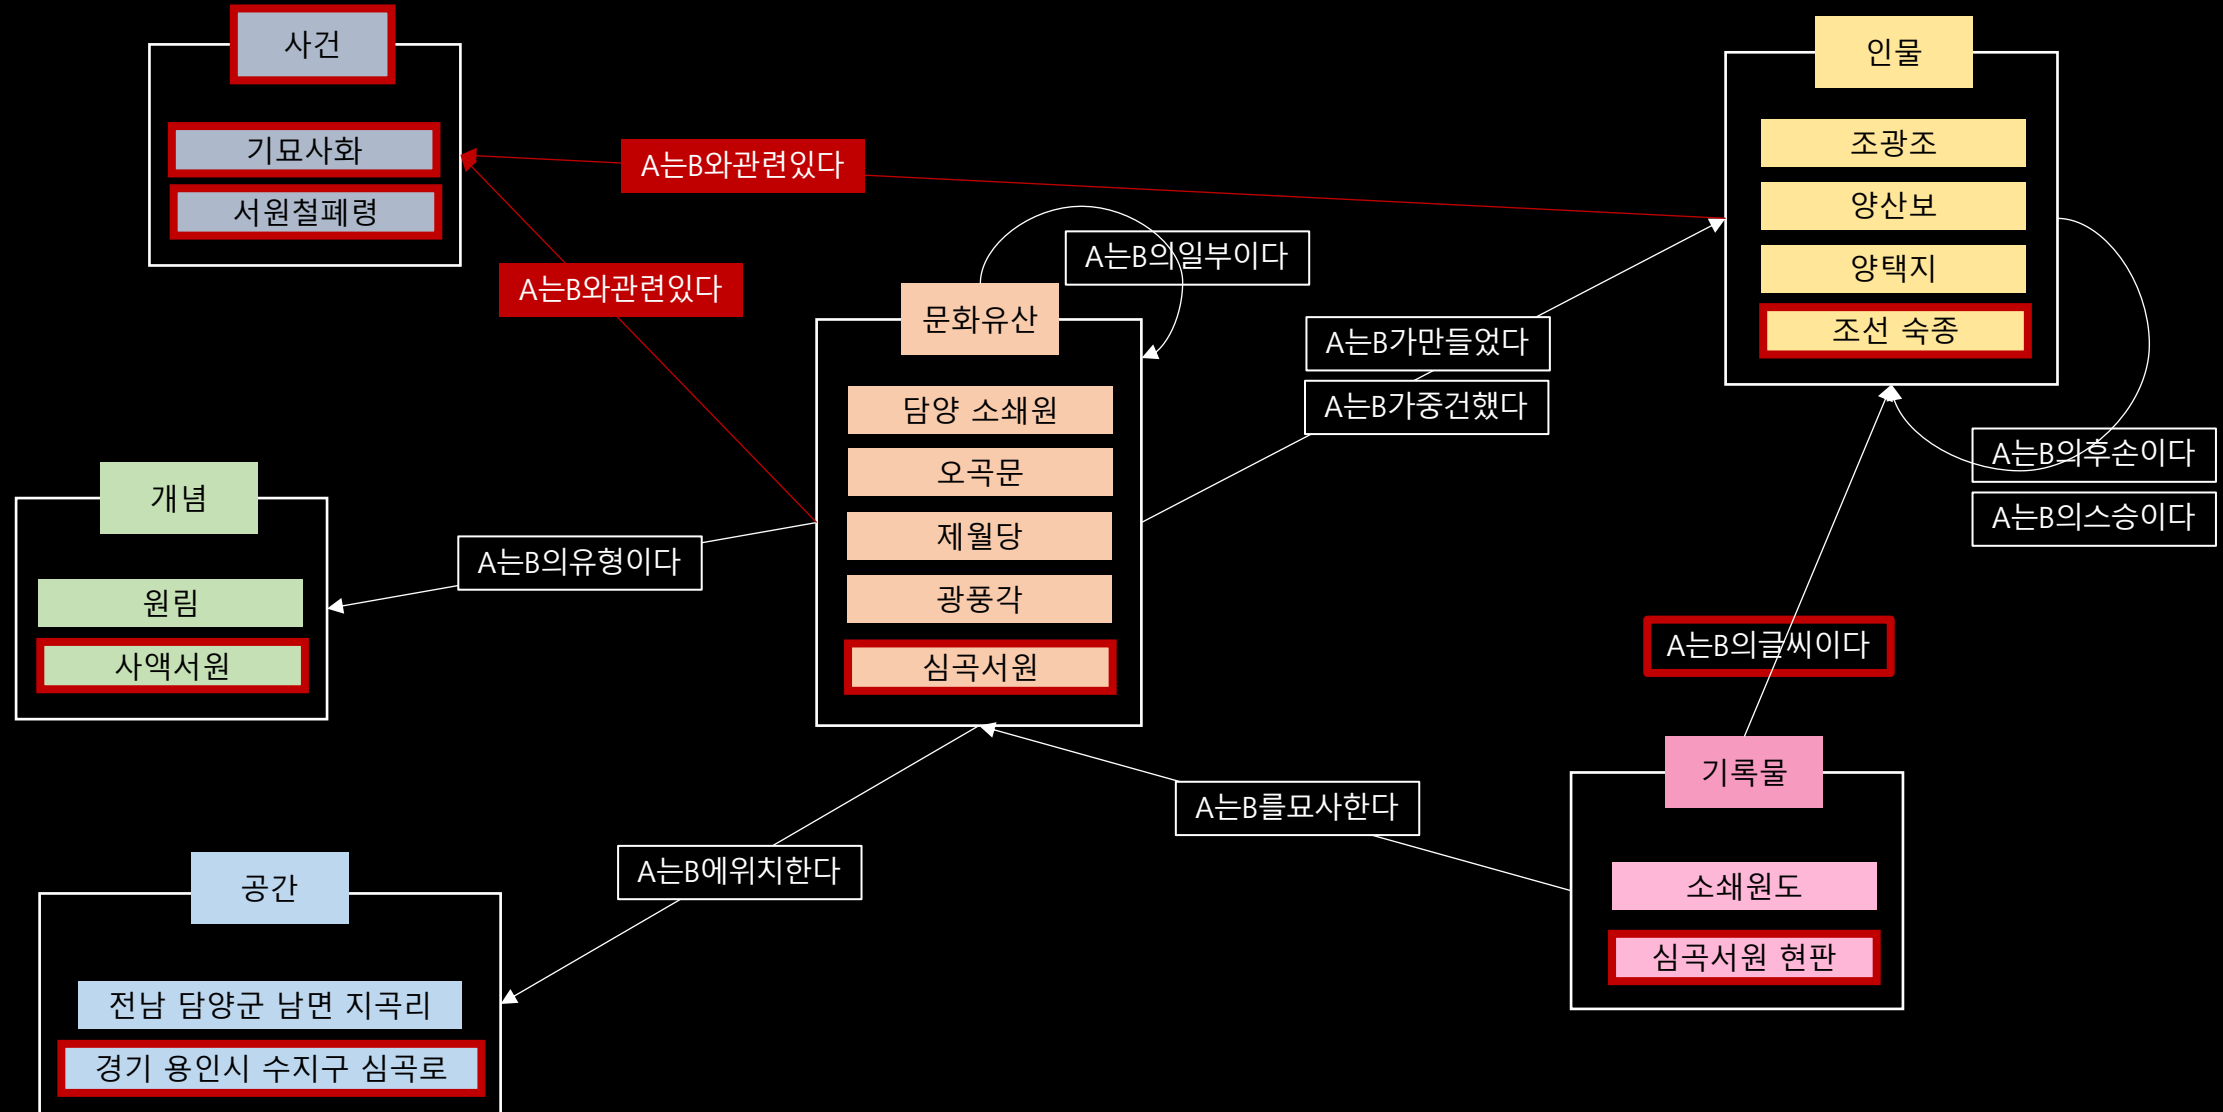 사건
기묘사화
서원철폐령
인물
조광조
양산보
양택지
조선 숙종
A는B와관련있다
A는B와관련있다
A는B의일부이다
문화유산
담양 소쇄원
오곡문
제월당
광풍각
심곡서원
A는B가만들었다
A는B가중건했다
A는B의후손이다
A는B의스승이다
개념
원림
사액서원
A는B의유형이다
A는B의글씨이다
기록물
소쇄원도
심곡서원 현판
A는B를묘사한다
A는B에위치한다
공간
전남 담양군 남면 지곡리
경기 용인시 수지구 심곡로